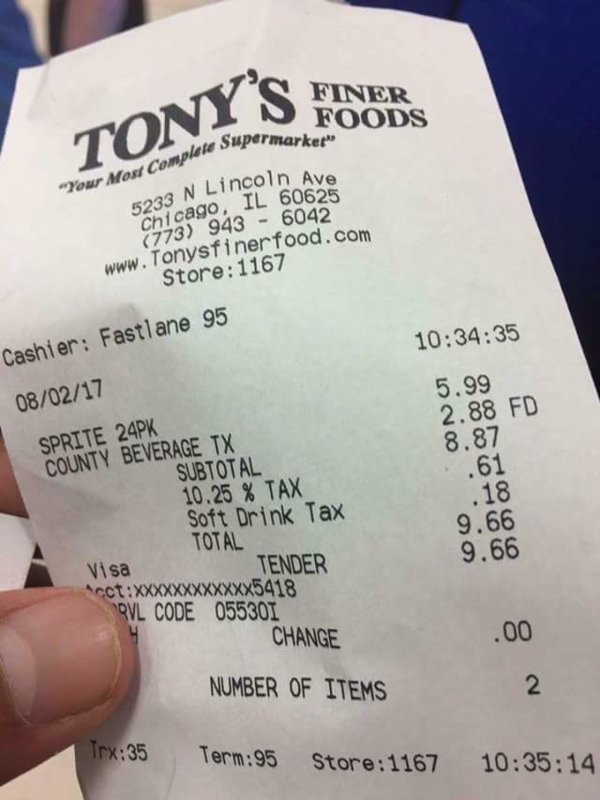 TONY'S FINER FOODS
"Your Most Complete Supermarket"
5233 N Lincoln Ave
Chicago, IL 60625
(773) 943 - 6042
www.Tonysfinerfood.com
Store:1167
Cashier: Fastlane 95
08/02/17 10:34:35
SPRITE 24PK 5.99
COUNTY BEVERAGE TX 2.88 FD
SUBTOTAL 8.87
10.25 % TAX .61
Soft Drink Tax .18
TOTAL 9.66
Visa TENDER 9.66
Acct:xxxxxxxxxxxx5418
RVL CODE 05530I
H CHANGE .00
NUMBER OF ITEMS 2
Trx:35 Term:95 Store:1167 10:35:14